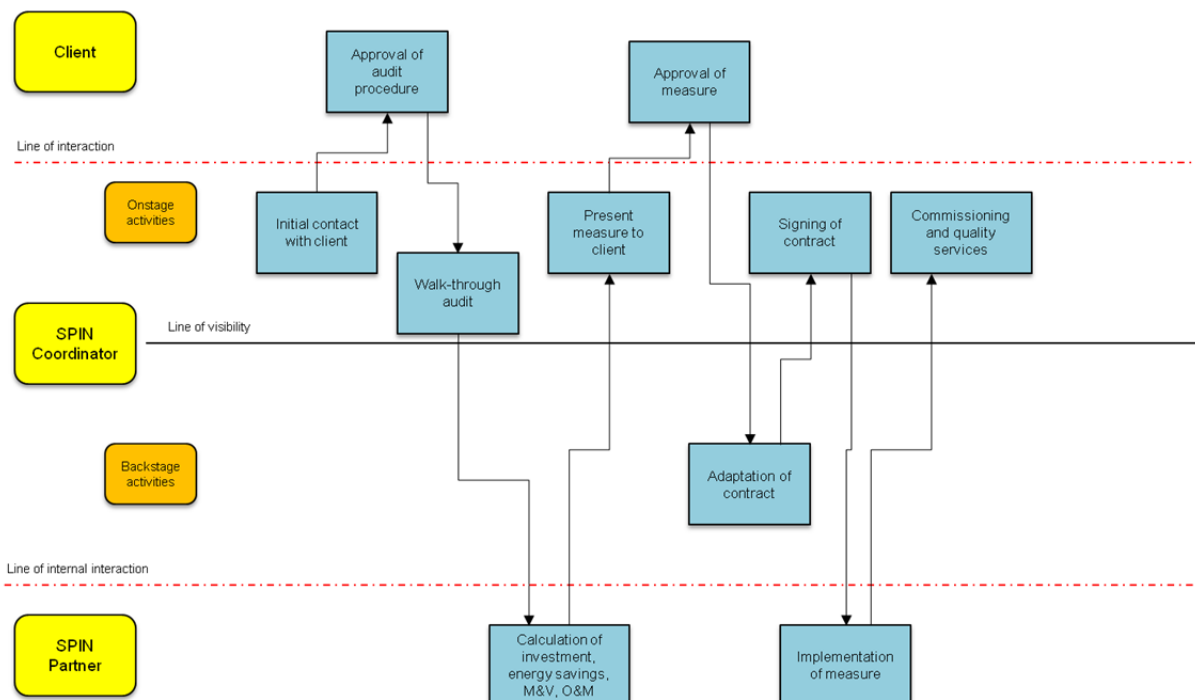 Client
Approval of
audit
procedure
Approval of
measure
Line of interaction
Onstage
activities
Initial contact
with client
Present
measure to
client
Signing of
contract
Commissioning
and quality
services
Walk-through
audit
SPIN
Coordinator
Line of visibility
Backstage
activities
Adaptation of
contract
Line of internal interaction
SPIN
Partner
Calculation of
investment,
energy savings,
M&V, O&M
Implementation
of measure